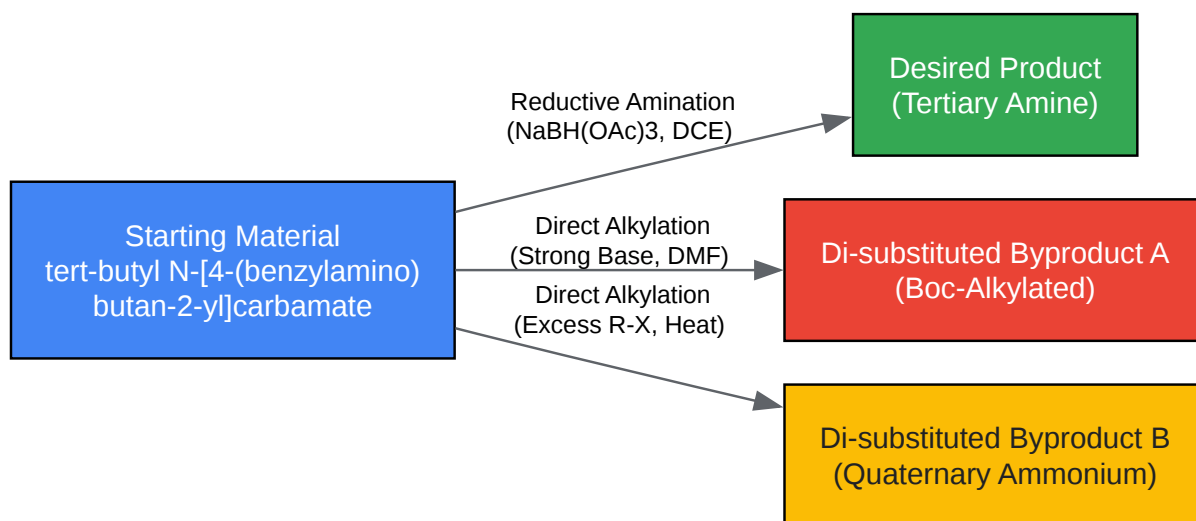 Desired Product
(Tertiary Amine)
Reductive Amination
(NaBH(OAc)3, DCE)
Starting Material
tert-butyl N-[4-(benzylamino)
butan-2-yl]carbamate
Direct Alkylation
(Strong Base, DMF)
Di-substituted Byproduct A
(Boc-Alkylated)
Direct Alkylation
(Excess R-X, Heat)
Di-substituted Byproduct B
(Quaternary Ammonium)